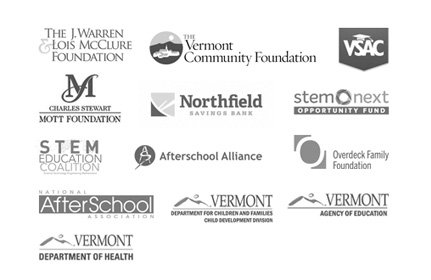 THE J. WARREN
& LOIS MCCLURE
FOUNDATION
THE
Vermont
Community Foundation
VSAC
CHARLES STEWART
MOTT FOUNDATION
Northfield
SAVINGS BANK
stem next
OPPORTUNITY FUND
STEM
EDUCATION
COALITION
Afterschool Alliance
Overdeck Family
Foundation
NATIONAL
AfterSchool
ASSOCIATION
VERMONT
DEPARTMENT FOR CHILDREN AND FAMILIES
CHILD DEVELOPMENT DIVISION
VERMONT
AGENCY OF EDUCATION
VERMONT
DEPARTMENT OF HEALTH